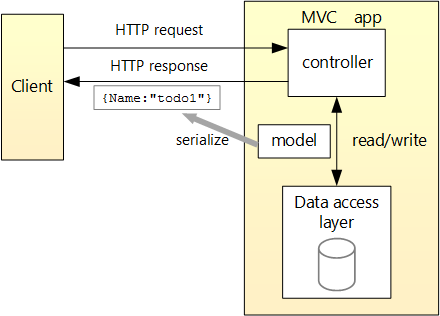 MVC app
HTTP request
controller
HTTP response
Client
{Name:"todo1"}
serialize
model
read/write
Data access
layer